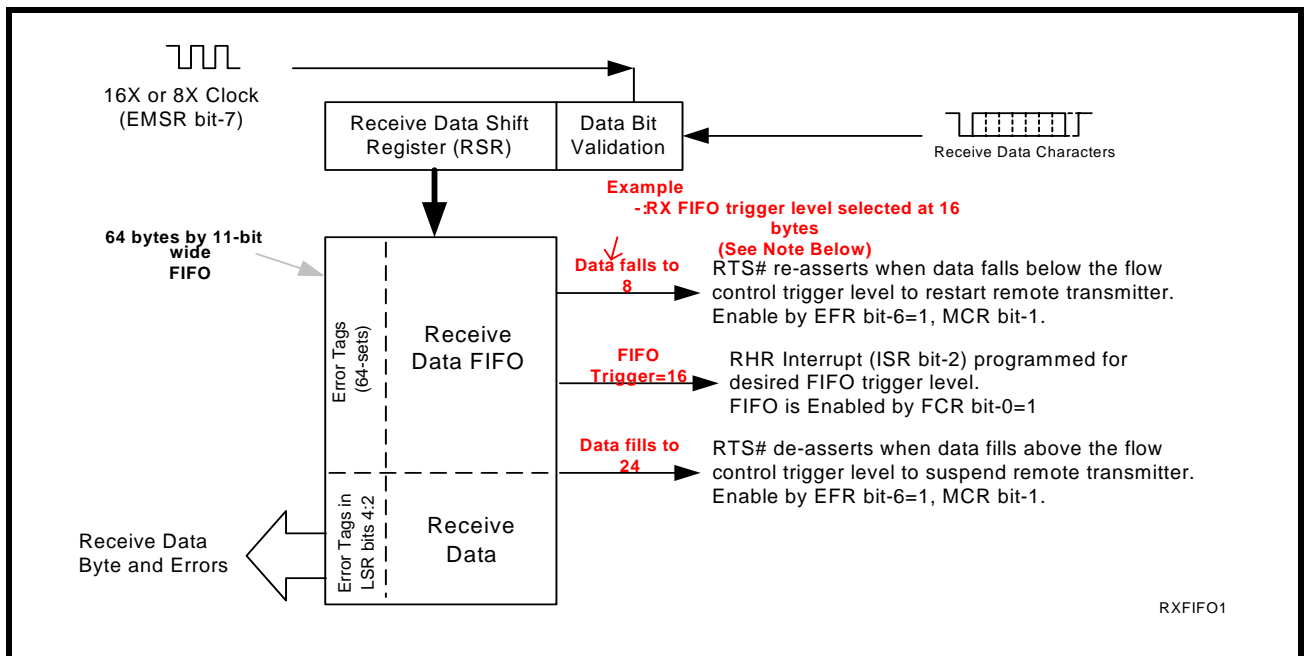 16X or 8X Clock
(EMSR bit-7)
Receive Data Shift
Register (RSR)
Data Bit
Validation
Receive Data Characters
Example
-:RX FIFO trigger level selected at 16
bytes
(See Note Below)
64 bytes by 11-bit
wide
FIFO
Data falls to
8
RTS# re-asserts when data falls below the flow
control trigger level to restart remote transmitter.
Enable by EFR bit-6=1, MCR bit-1.
Error Tags
(64-sets)
Receive
Data FIFO
FIFO
Trigger=16
RHR Interrupt (ISR bit-2) programmed for
desired FIFO trigger level.
FIFO is Enabled by FCR bit-0=1
Data fills to
24
RTS# de-asserts when data fills above the flow
control trigger level to suspend remote transmitter.
Enable by EFR bit-6=1, MCR bit-1.
Error Tags in
LSR bits 4:2
Receive
Data
Receive Data
Byte and Errors
RXFIFO1